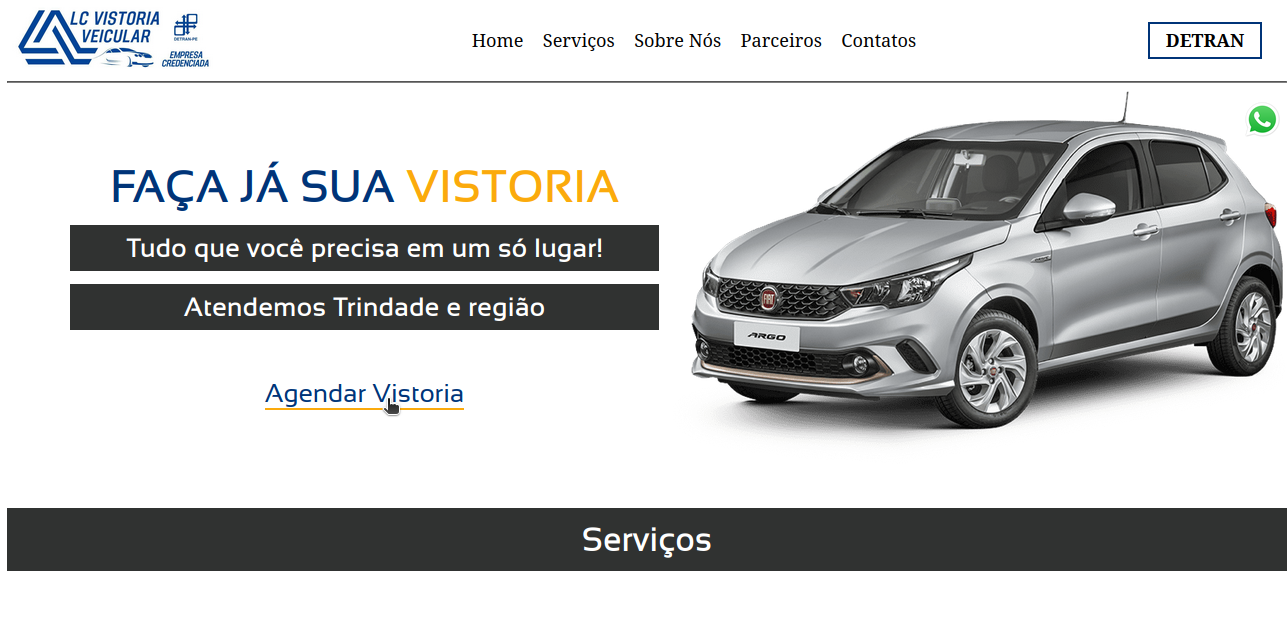 LC VISTORIA
VEICULAR
DETRAN-PE
EMPRESA
CREDENCIADA
Home Serviços Sobre Nós Parceiros Contatos
DETRAN
FAÇA JÁ SUA VISTORIA
Tudo que você precisa em um só lugar!
Atendemos Trindade e região
FIAT
ARGO
Agendar Vistoria
Serviços